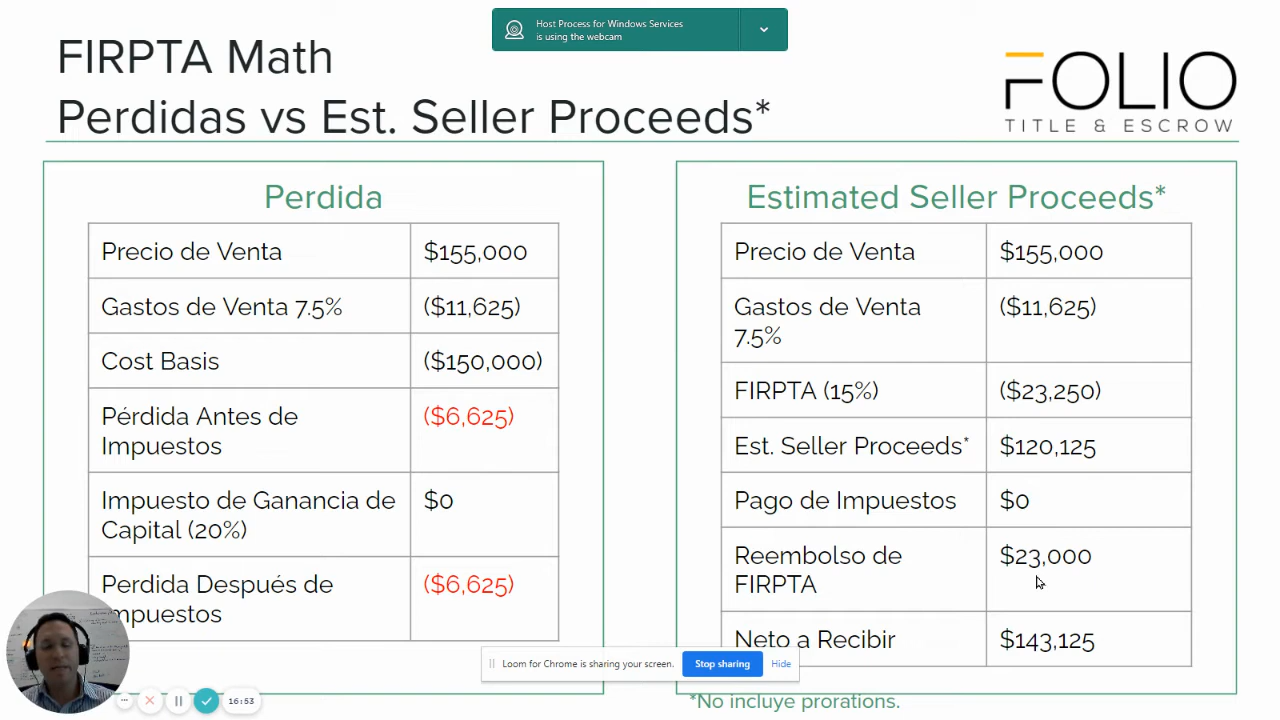 Host Process for Windows Services
is using the webcam
FIRPTA Math
Perdidas vs Est. Seller Proceeds*
FOLIO
TITLE & ESCROW
Perdida
Precio de Venta $155,000
Gastos de Venta 7.5% ($11,625)
Cost Basis ($150,000)
Pérdida Antes de ($6,625)
Impuestos
Impuesto de Ganancia de $0
Capital (20%)
Perdida Después de ($6,625)
Impuestos
Estimated Seller Proceeds*
Precio de Venta $155,000
Gastos de Venta ($11,625)
7.5%
FIRPTA (15%) ($23,250)
Est. Seller Proceeds* $120,125
Pago de Impuestos $0
Reembolso de $23,000
FIRPTA
Neto a Recibir $143,125
*No incluye prorations.
Loom for Chrome is sharing your screen. Stop sharing Hide
16:53